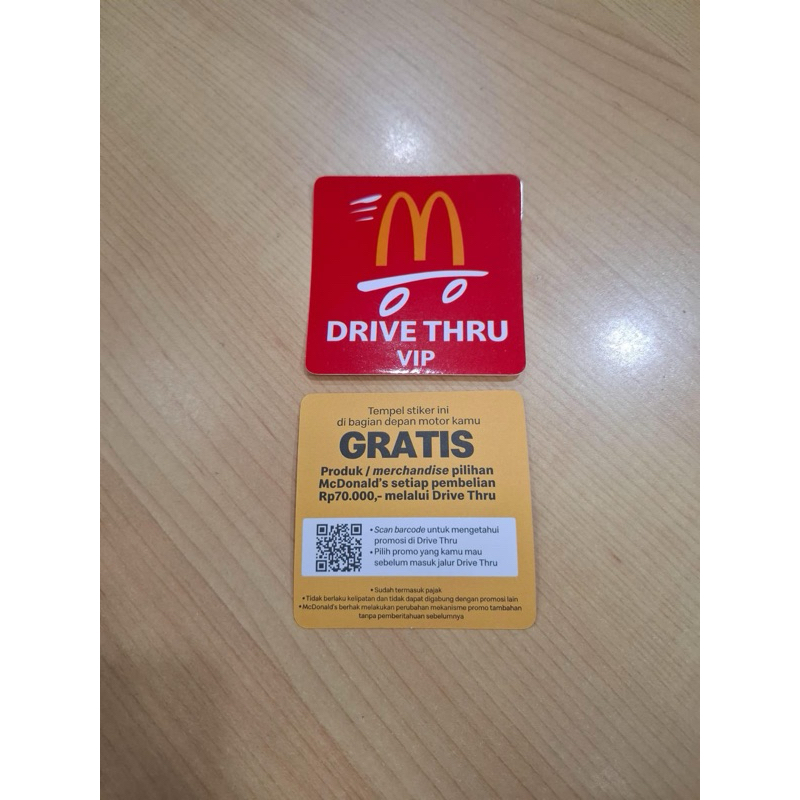 DRIVE THRU
VIP
Tempel stiker ini
di bagian depan motor kamu
GRATIS
Produk / merchandise pilihan
McDonald's setiap pembelian
Rp70.000,- melalui Drive Thru
• Scan barcode untuk mengetahui
promosi di Drive Thru
• Pilih promo yang kamu mau
sebelum masuk jalur Drive Thru
• Sudah termasuk pajak
• Tidak berlaku kelipatan dan tidak dapat digabung dengan promosi lain
• McDonald's berhak melakukan perubahan mekanisme promo tambahan
tanpa pemberitahuan sebelumnya